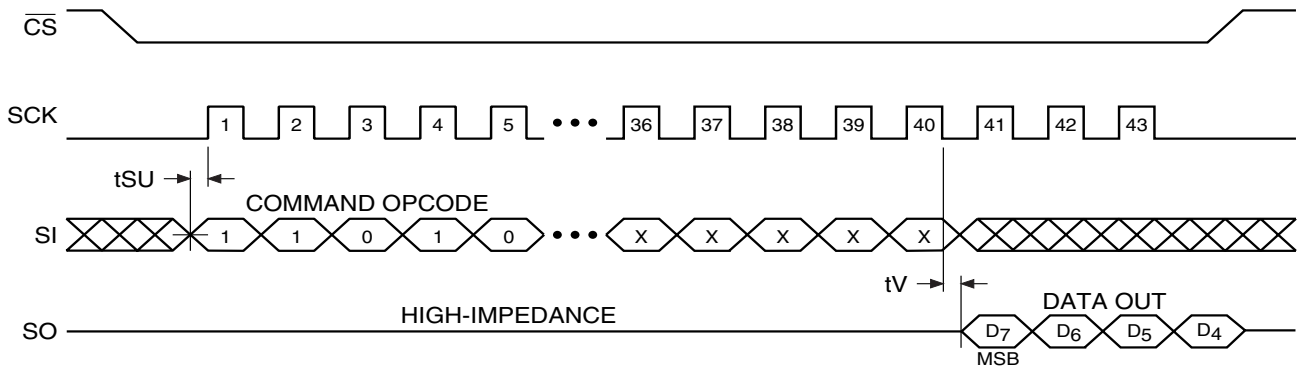 CS
SCK
1 2 3 4 5 ••• 36 37 38 39 40 41 42 43
tSU
COMMAND OPCODE
SI
1 1 0 1 0 ••• X X X X X
tV
HIGH-IMPEDANCE
DATA OUT
SO
D7 D6 D5 D4
MSB